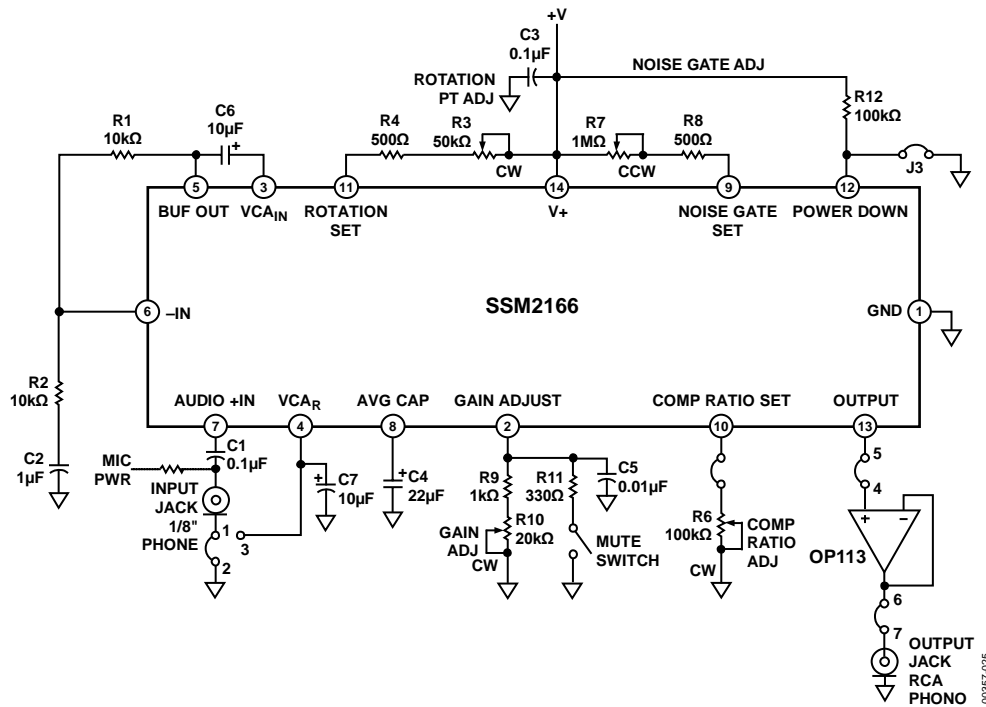 +V
C3
0.1µF
NOISE GATE ADJ
ROTATION
PT ADJ
R1
10kΩ
C6
10µF
+
R4
500Ω
R3
50kΩ
CW
R7
1MΩ
CCW
R8
500Ω
R12
100kΩ
J3
5
3
11
14
9
12
BUF OUT
VCAIN
ROTATION
SET
V+
NOISE GATE
SET
POWER DOWN
6
–IN
SSM2166
GND
1
R2
10kΩ
C2
1µF
AUDIO +IN
VCAR
AVG CAP
GAIN ADJUST
COMP RATIO SET
OUTPUT
7
4
8
2
10
13
C1
0.1µF
MIC
PWR
INPUT
JACK
1/8"
PHONE
1
2
3
+
C7
10µF
+
C4
22µF
R9
1kΩ
R10
20kΩ
GAIN
ADJ
CW
R11
330Ω
C5
0.01µF
MUTE
SWITCH
R6
100kΩ
COMP
RATIO
ADJ
CW
5
4
+
–
OP113
6
7
OUTPUT
JACK
RCA
PHONO
00357-025